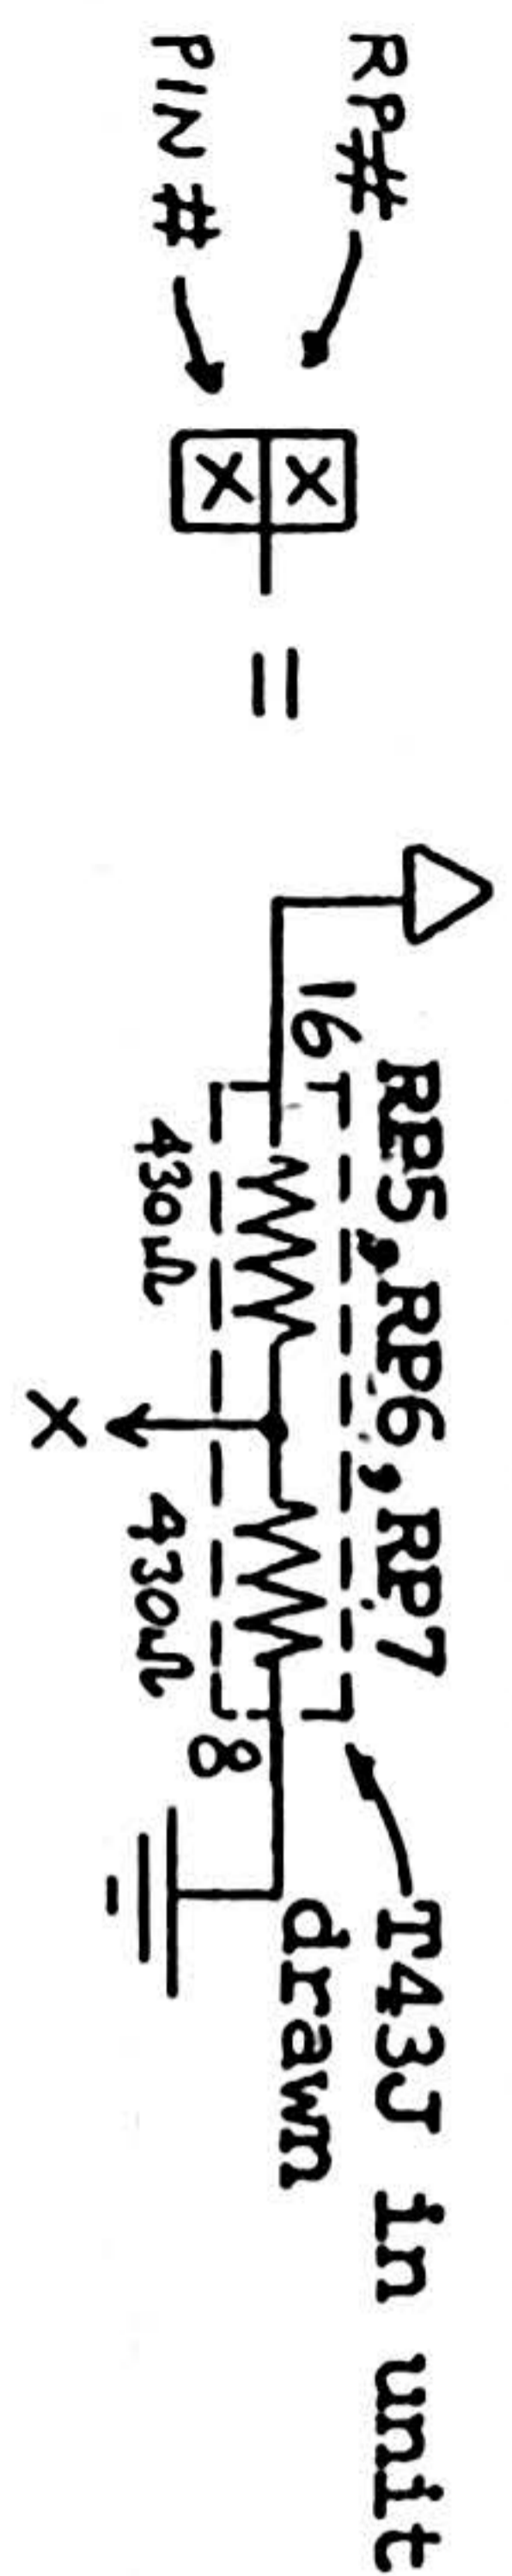 RP#
PIN #
X X
=
RP5,RP6,RP7
16
430Ω 430Ω
8
X
T43J in unit
drawn